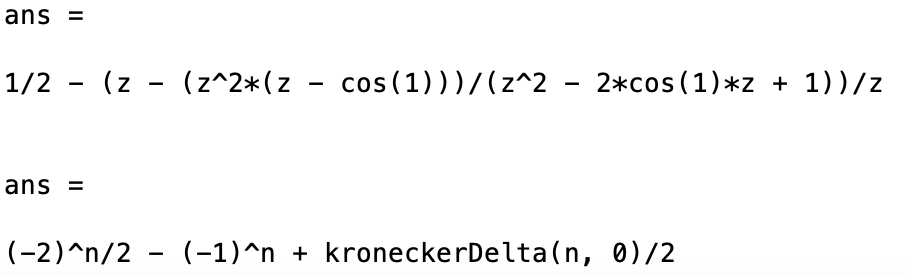 ans =
1/2 - (z - (z^2*(z - cos(1)))/(z^2 - 2*cos(1)*z + 1))/z
ans =
(-2)^n/2 - (-1)^n + kroneckerDelta(n, 0)/2